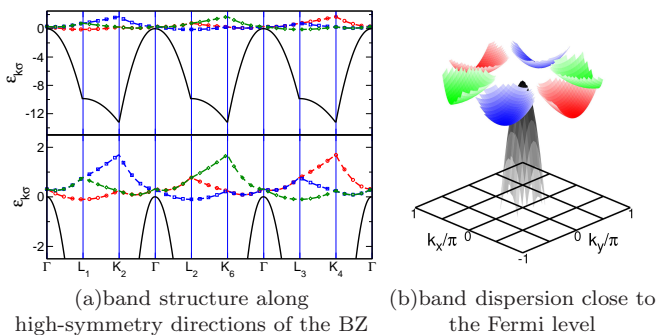 0
-4
-8
-12
ε_kσ
2
0
-2
ε_kσ
Γ L_1 K_2 Γ L_2 K_6 Γ L_3 K_4 Γ
1 0 -1 0 1
k_x/π k_y/π
(a)band structure along
high-symmetry directions of the BZ
(b)band dispersion close to
the Fermi level